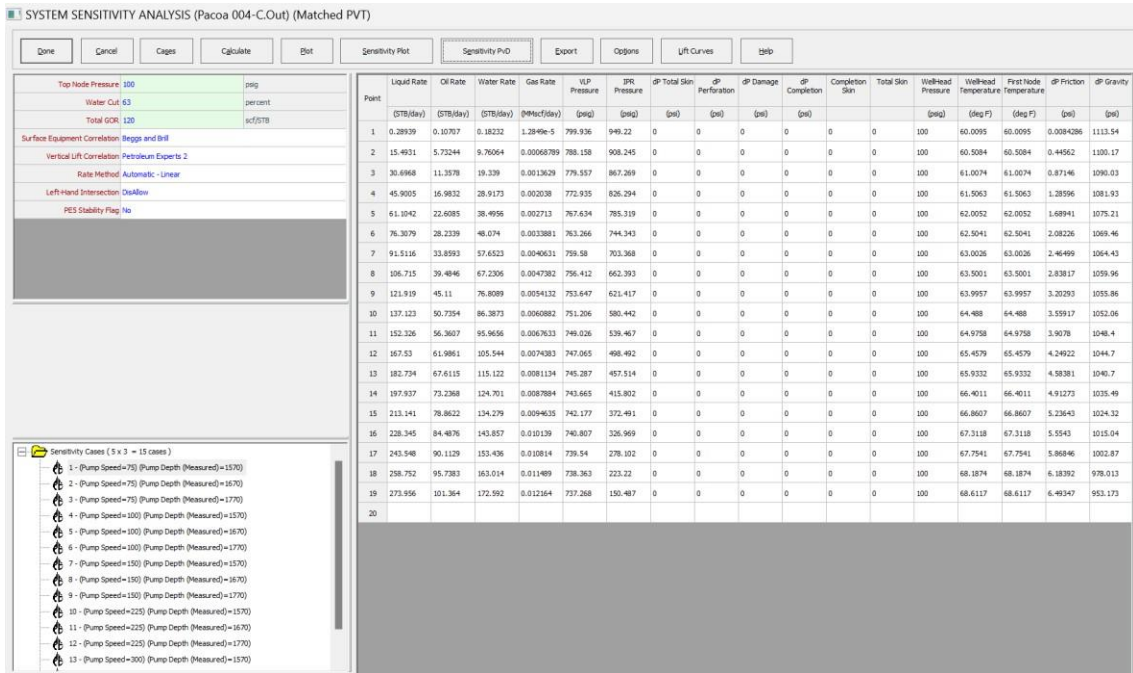 SYSTEM SENSITIVITY ANALYSIS (Pacoa 004-C.Out) (Matched PVT)
Done Cancel Cases Calculate Plot Sensitivity Plot Sensitivity PvD Export Options Lift Curves Help
Top Node Pressure 100 psig
Water Cut 63 percent
Total GOR 120 scf/STB
Surface Equipment Correlation Beggs and Brill
Vertical Lift Correlation Petroleum Experts 2
Rate Method Automatic - Linear
Left-Hand Intersection DisAllow
PES Stability Flag No
Sensitivity Cases ( 5 x 3 = 15 cases )
1 - (Pump Speed=75) (Pump Depth (Measured)=1570)
2 - (Pump Speed=75) (Pump Depth (Measured)=1670)
3 - (Pump Speed=75) (Pump Depth (Measured)=1770)
4 - (Pump Speed=100) (Pump Depth (Measured)=1570)
5 - (Pump Speed=100) (Pump Depth (Measured)=1670)
6 - (Pump Speed=100) (Pump Depth (Measured)=1770)
7 - (Pump Speed=150) (Pump Depth (Measured)=1570)
8 - (Pump Speed=150) (Pump Depth (Measured)=1670)
9 - (Pump Speed=150) (Pump Depth (Measured)=1770)
10 - (Pump Speed=225) (Pump Depth (Measured)=1570)
11 - (Pump Speed=225) (Pump Depth (Measured)=1670)
12 - (Pump Speed=225) (Pump Depth (Measured)=1770)
13 - (Pump Speed=300) (Pump Depth (Measured)=1570)
Point Liquid Rate Oil Rate Water Rate Gas Rate VLP Pressure IPR Pressure dP Total Skin dP Perforation dP Damage dP Completion Completion Skin Total Skin WellHead Pressure WellHead Temperature First Node Temperature dP Friction dP Gravity
(STB/day) (STB/day) (STB/day) (MMscf/day) (psig) (psig) (psi) (psi) (psi) (psi) (psig) (deg F) (deg F) (psi) (psi)
1 0.28939 0.10707 0.18232 1.2849e-5 799.936 949.22 0 0 0 0 0 0 100 60.0095 60.0095 0.0084286 1113.54
2 15.4931 5.73244 9.76064 0.00068789 788.158 908.245 0 0 0 0 0 0 100 60.5084 60.5084 0.44562 1100.17
3 30.6968 11.3578 19.339 0.0013629 779.557 867.269 0 0 0 0 0 0 100 61.0074 61.0074 0.87146 1090.03
4 45.9005 16.9832 28.9173 0.002038 772.935 826.294 0 0 0 0 0 0 100 61.5063 61.5063 1.28596 1081.93
5 61.1042 22.6085 38.4956 0.002713 767.634 785.319 0 0 0 0 0 0 100 62.0052 62.0052 1.68941 1075.21
6 76.3079 28.2339 48.074 0.0033881 763.266 744.343 0 0 0 0 0 0 100 62.5041 62.5041 2.08226 1069.46
7 91.5116 33.8593 57.6523 0.0040631 759.58 703.368 0 0 0 0 0 0 100 63.0026 63.0026 2.46499 1064.43
8 106.715 39.4846 67.2306 0.0047382 756.412 662.393 0 0 0 0 0 0 100 63.5001 63.5001 2.83817 1059.96
9 121.919 45.11 76.8089 0.0054132 753.647 621.417 0 0 0 0 0 0 100 63.9957 63.9957 3.20293 1055.86
10 137.123 50.7354 86.3873 0.0060882 751.206 580.442 0 0 0 0 0 0 100 64.488 64.488 3.55917 1052.06
11 152.326 56.3607 95.9656 0.0067633 749.026 539.467 0 0 0 0 0 0 100 64.9758 64.9758 3.9078 1048.4
12 167.53 61.9861 105.544 0.0074383 747.065 498.492 0 0 0 0 0 0 100 65.4579 65.4579 4.24922 1044.7
13 182.734 67.6115 115.122 0.0081134 745.287 457.514 0 0 0 0 0 0 100 65.9332 65.9332 4.58381 1040.7
14 197.937 73.2368 124.701 0.0087884 743.665 415.802 0 0 0 0 0 0 100 66.4011 66.4011 4.91273 1035.49
15 213.141 78.8622 134.279 0.0094635 742.177 372.491 0 0 0 0 0 0 100 66.8607 66.8607 5.23643 1024.32
16 228.345 84.4876 143.857 0.010139 740.807 326.969 0 0 0 0 0 0 100 67.3118 67.3118 5.5543 1015.04
17 243.548 90.1129 153.436 0.010814 739.54 278.102 0 0 0 0 0 0 100 67.7541 67.7541 5.86846 1002.87
18 258.752 95.7383 163.014 0.011489 738.363 223.22 0 0 0 0 0 0 100 68.1874 68.1874 6.18392 978.013
19 273.956 101.364 172.592 0.012164 737.268 150.487 0 0 0 0 0 0 100 68.6117 68.6117 6.49347 953.173
20